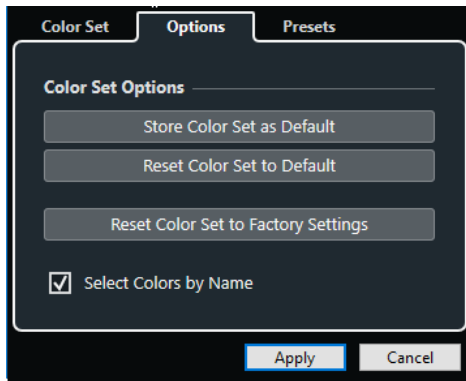 Color Set Options Presets
Color Set Options
Store Color Set as Default
Reset Color Set to Default
Reset Color Set to Factory Settings
Select Colors by Name
Apply Cancel